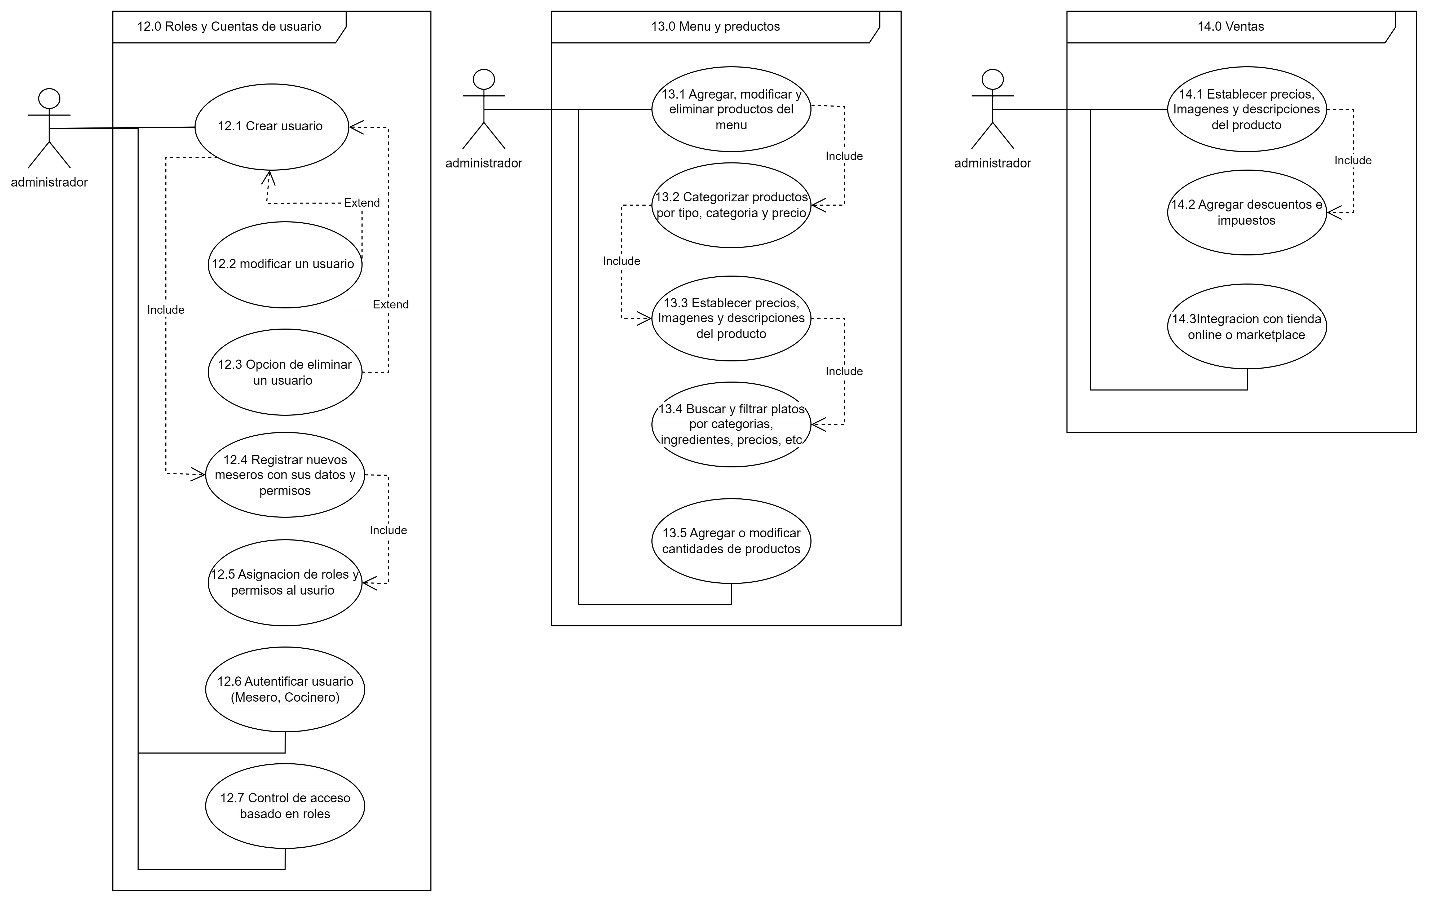 12.0 Roles y Cuentas de usuario
administrador
12.1 Crear usuario
Extend
12.2 modificar un usuario
Include
Extend
12.3 Opcion de eliminar
un usuario
12.4 Registrar nuevos
meseros con sus datos y
permisos
Include
12.5 Asignacion de roles y
permisos al usurio
12.6 Autentificar usuario
(Mesero, Cocinero)
12.7 Control de acceso
basado en roles
13.0 Menu y preductos
administrador
13.1 Agregar, modificar y
eliminar productos del
menu
Include
13.2 Categorizar productos
por tipo, categoria y precio
Include
13.3 Establecer precios,
Imagenes y descripciones
del producto
Include
13.4 Buscar y filtrar platos
por categorias,
ingredientes, precios, etc
13.5 Agregar o modificar
cantidades de productos
14.0 Ventas
administrador
14.1 Establecer precios,
Imagenes y descripciones
del producto
Include
14.2 Agregar descuentos e
impuestos
14.3Integracion con tienda
online o marketplace